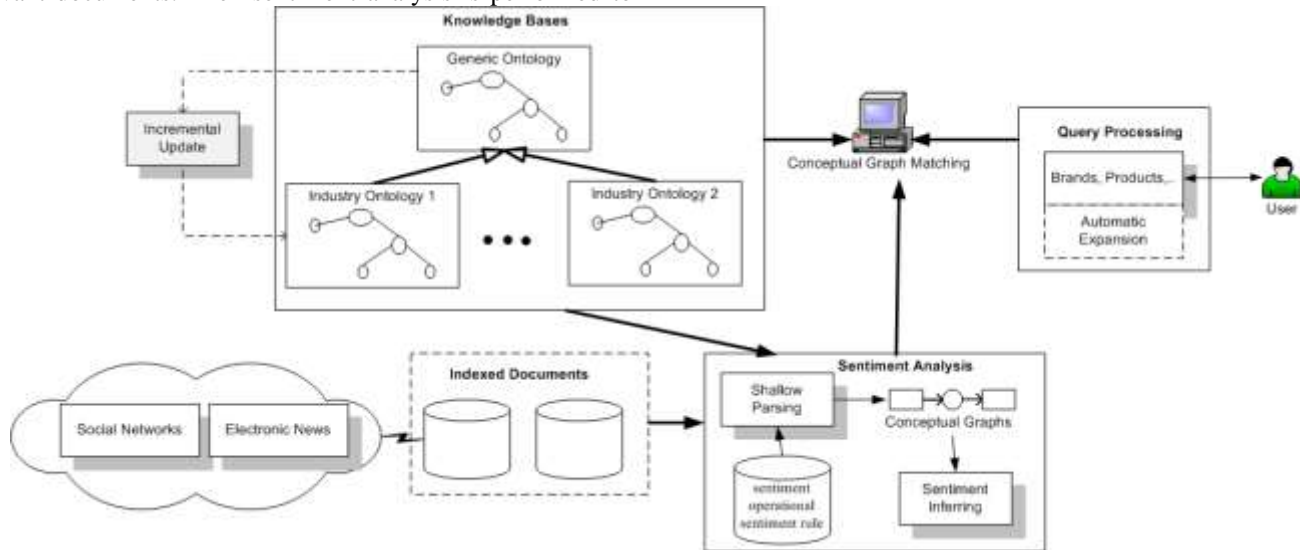 Knowledge Bases
Generic Ontology
Incremental
Update
Industry Ontology 1
Industry Ontology 2
Conceptual Graph Matching
Query Processing
Brands, Products,..
Automatic
Expansion
User
Social Networks
Electronic News
Indexed Documents
Sentiment Analysis
Shallow
Parsing
Conceptual Graphs
sentiment
operational
sentiment rule
Sentiment
Inferring